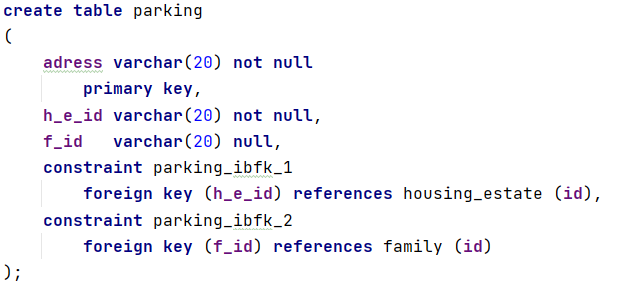 create table parking
(
    adress varchar(20) not null
        primary key,
    h_e_id varchar(20) not null,
    f_id   varchar(20) null,
    constraint parking_ibfk_1
        foreign key (h_e_id) references housing_estate (id),
    constraint parking_ibfk_2
        foreign key (f_id) references family (id)
);